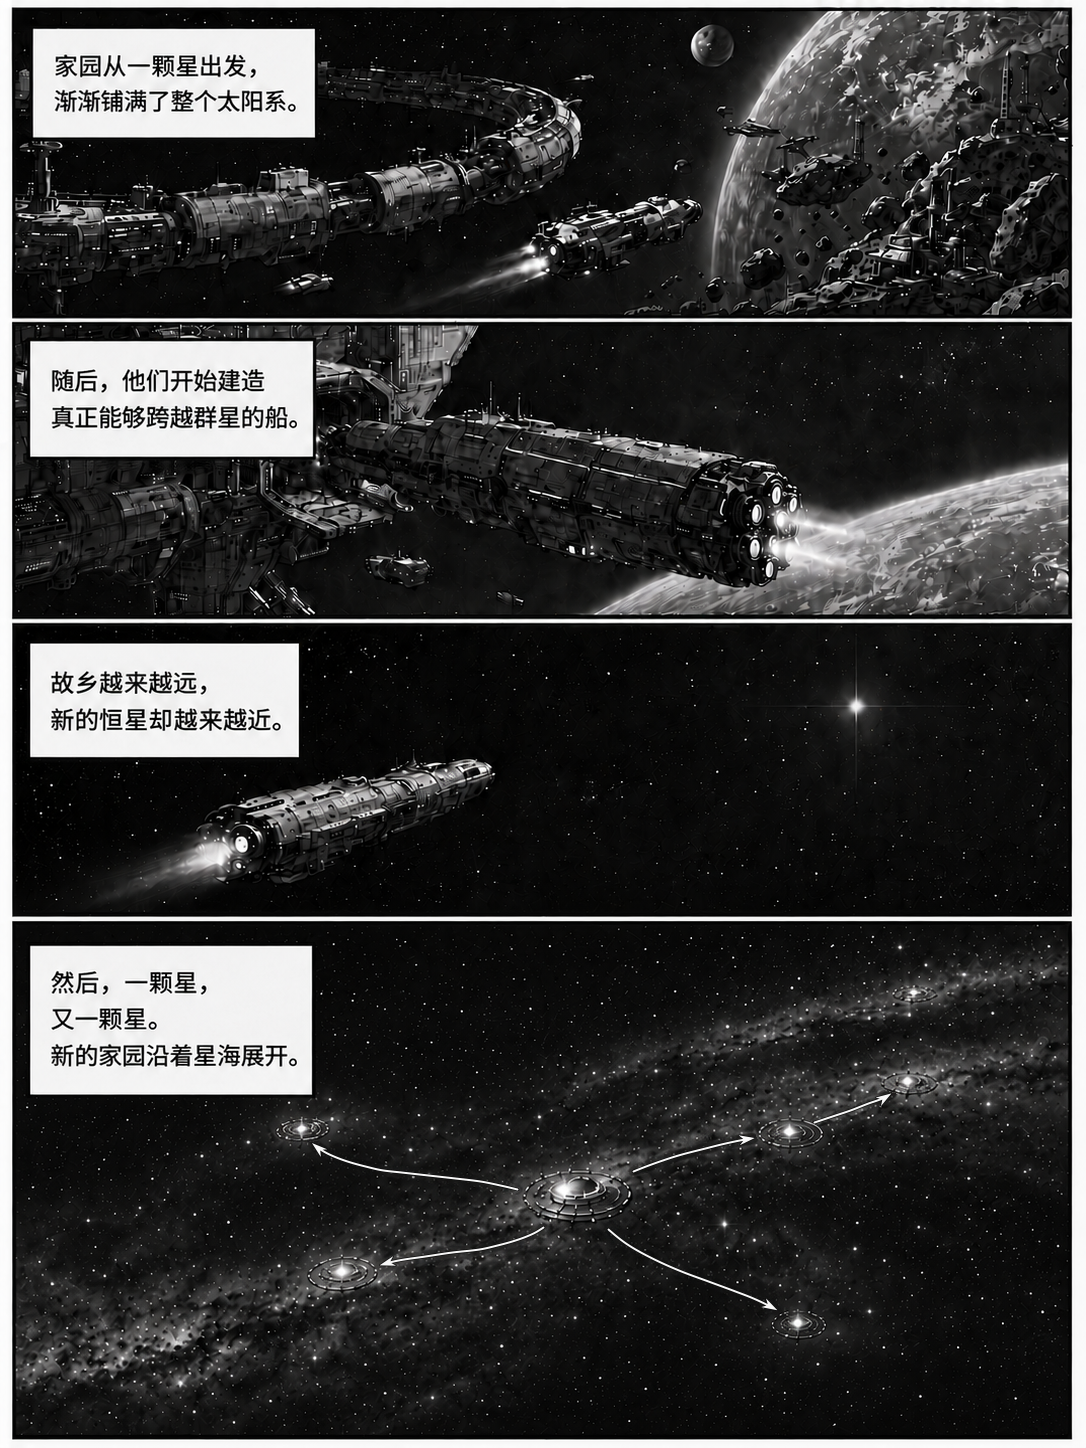 家园从一颗星出发，
渐渐铺满了整个太阳系。
随后，他们开始建造
真正能够跨越群星的船。
故乡越来越远，
新的恒星却越来越近。
然后，一颗星，
又一颗星。
新的家园沿着星海展开。